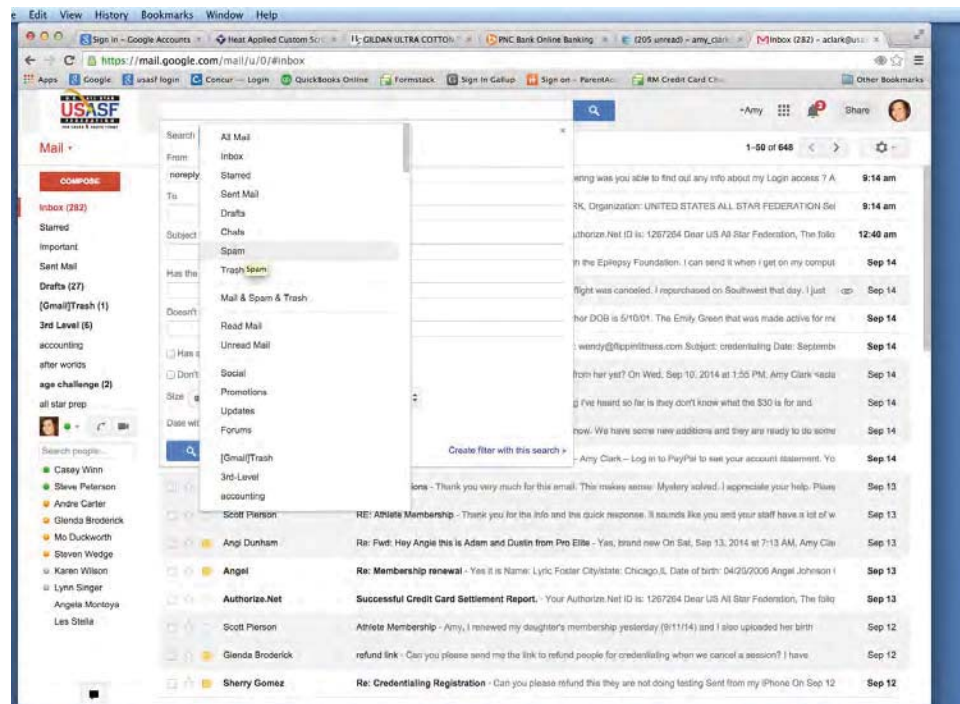 Edit View History Bookmarks Window Help
Sign in - Google Accounts Heat Applied Custom Scr GILDAN ULTRA COTTON PNC Bank Online Banking (205 unread) - amy_clark Inbox (282) - aclark@usa
https://mail.google.com/mail/u/0/#inbox
Apps Google usasf login Concur — Login QuickBooks Online Formstack Sign In Gallup Sign on - ParentAc RM Credit Card Other Bookmarks
USASF
+Amy Share
Mail
1–50 of 648
COMPOSE
Inbox (282)
Starred
Important
Sent Mail
Drafts (27)
[Gmail]Trash (1)
3rd Level (6)
accounting
after worlds
age challenge (2)
all star prep
Search people...
Casey Winn
Steve Peterson
Andre Carter
Glenda Broderick
Mo Duckworth
Steven Wedge
Karen Wilson
Lynn Singer
Angela Montoya
Les Stella
Search
From
noreply
To
Subject
Has the
Doesn't
Has a
Don't
Size
Date wit
Create filter with this search »
All Mail
Inbox
Starred
Sent Mail
Drafts
Chats
Spam
Trash Spam
Mail & Spam & Trash
Read Mail
Unread Mail
Social
Promotions
Updates
Forums
[Gmail]Trash
3rd-Level
accounting
ering was you able to find out any info about my Login access ? A 9:14 am
RK, Organization: UNITED STATES ALL STAR FEDERATION Sel 9:14 am
uthorize.Net ID is: 1267264 Dear US All Star Federation, The follo 12:40 am
h the Epilepsy Foundation. I can send it when I get on my comput Sep 14
flight was canceled. I repurchased on Southwest that day. I just Sep 14
her DOB is 5/10/01. The Emily Green that was made active for me Sep 14
: wendy@flippinfitness.com Subject: credentialing Date: Septembe Sep 14
from her yet? On Wed, Sep 10, 2014 at 1:55 PM, Amy Clark Sep 14
g I've heard so far is they don't know what the $30 is for and Sep 14
now. We have some new additions and they are ready to do some Sep 14
- Amy Clark – Log in to PayPal to see your account statement. Yo Sep 14
ions - Thank you very much for this email. This makes sense. Mystery solved. I appreciate your help. Pleas Sep 13
Scott Pierson RE: Athlete Membership - Thank you for the info and the quick response. It sounds like you and your staff have a lot of w Sep 13
Angi Dunham Re: Fwd: Hey Angie this is Adam and Dustin from Pro Elite - Yes, brand new On Sat, Sep 13, 2014 at 7:13 AM, Amy Clar Sep 13
Angel Re: Membership renewal - Yes it is Name: Lyric Foster City/state: Chicago,IL Date of birth: 04/20/2006 Angel Johnson Sep 13
Authorize.Net Successful Credit Card Settlement Report. - Your Authorize.Net ID is: 1267264 Dear US All Star Federation, The follo Sep 13
Scott Pierson Athlete Membership - Amy, I renewed my daughter's membership yesterday (9/11/14) and I also uploaded her birth Sep 12
Glenda Broderick refund link - Can you please send me the link to refund people for credentialing when we cancel a session? I have Sep 12
Sherry Gomez Re: Credentialing Registration - Can you please refund this they are not doing testing Sent from my iPhone On Sep 12 Sep 12